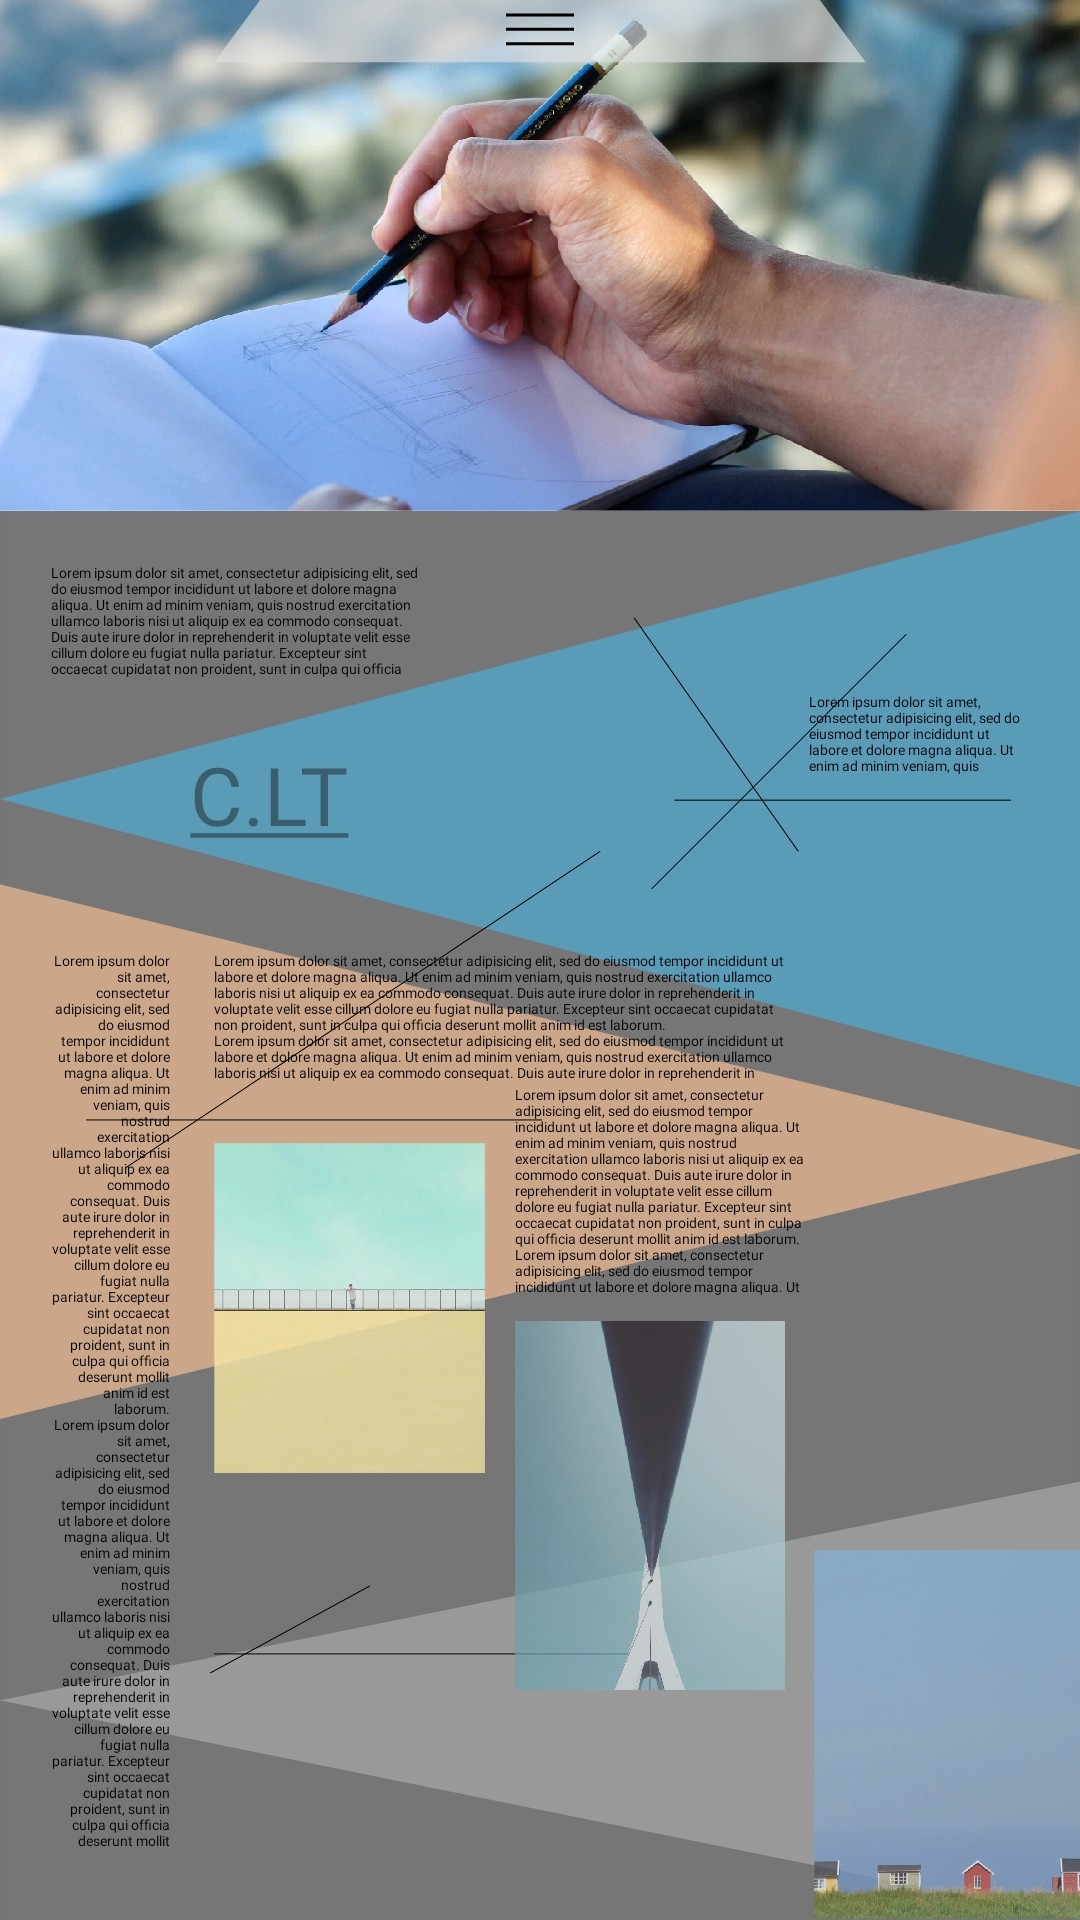 MONO
Lorem ipsum dolor sit amet, consectetur adipisicing elit, sed
do eiusmod tempor incididunt ut labore et dolore magna
aliqua. Ut enim ad minim veniam, quis nostrud exercitation
ullamco laboris nisi ut aliquip ex ea commodo consequat.
Duis aute irure dolor in reprehenderit in voluptate velit esse
cillum dolore eu fugiat nulla pariatur. Excepteur sint
occaecat cupidatat non proident, sunt in culpa qui officia
Lorem ipsum dolor sit amet,
consectetur adipisicing elit, sed do
eiusmod tempor incididunt ut
labore et dolore magna aliqua. Ut
enim ad minim veniam, quis
C.LT
Lorem ipsum dolor
sit amet,
consectetur
adipisicing elit, sed
do eiusmod
tempor incididunt
ut labore et dolore
magna aliqua. Ut
enim ad minim
veniam, quis
nostrud
exercitation
ullamco laboris nisi
ut aliquip ex ea
commodo
consequat. Duis
aute irure dolor in
reprehenderit in
voluptate velit esse
cillum dolore eu
fugiat nulla
pariatur. Excepteur
sint occaecat
cupidatat non
proident, sunt in
culpa qui officia
deserunt mollit
anim id est
laborum.
Lorem ipsum dolor
sit amet,
consectetur
adipisicing elit, sed
do eiusmod
tempor incididunt
ut labore et dolore
magna aliqua. Ut
enim ad minim
veniam, quis
nostrud
exercitation
ullamco laboris nisi
ut aliquip ex ea
commodo
consequat. Duis
aute irure dolor in
reprehenderit in
voluptate velit esse
cillum dolore eu
fugiat nulla
pariatur. Excepteur
sint occaecat
cupidatat non
proident, sunt in
culpa qui officia
deserunt mollit
Lorem ipsum dolor sit amet, consectetur adipisicing elit, sed do eiusmod tempor incididunt ut
labore et dolore magna aliqua. Ut enim ad minim veniam, quis nostrud exercitation ullamco
laboris nisi ut aliquip ex ea commodo consequat. Duis aute irure dolor in reprehenderit in
voluptate velit esse cillum dolore eu fugiat nulla pariatur. Excepteur sint occaecat cupidatat
non proident, sunt in culpa qui officia deserunt mollit anim id est laborum.
Lorem ipsum dolor sit amet, consectetur adipisicing elit, sed do eiusmod tempor incididunt ut
labore et dolore magna aliqua. Ut enim ad minim veniam, quis nostrud exercitation ullamco
laboris nisi ut aliquip ex ea commodo consequat. Duis aute irure dolor in reprehenderit in
Lorem ipsum dolor sit amet, consectetur
adipisicing elit, sed do eiusmod tempor
incididunt ut labore et dolore magna aliqua. Ut
enim ad minim veniam, quis nostrud
exercitation ullamco laboris nisi ut aliquip ex ea
commodo consequat. Duis aute irure dolor in
reprehenderit in voluptate velit esse cillum
dolore eu fugiat nulla pariatur. Excepteur sint
occaecat cupidatat non proident, sunt in culpa
qui officia deserunt mollit anim id est laborum.
Lorem ipsum dolor sit amet, consectetur
adipisicing elit, sed do eiusmod tempor
incididunt ut labore et dolore magna aliqua. Ut